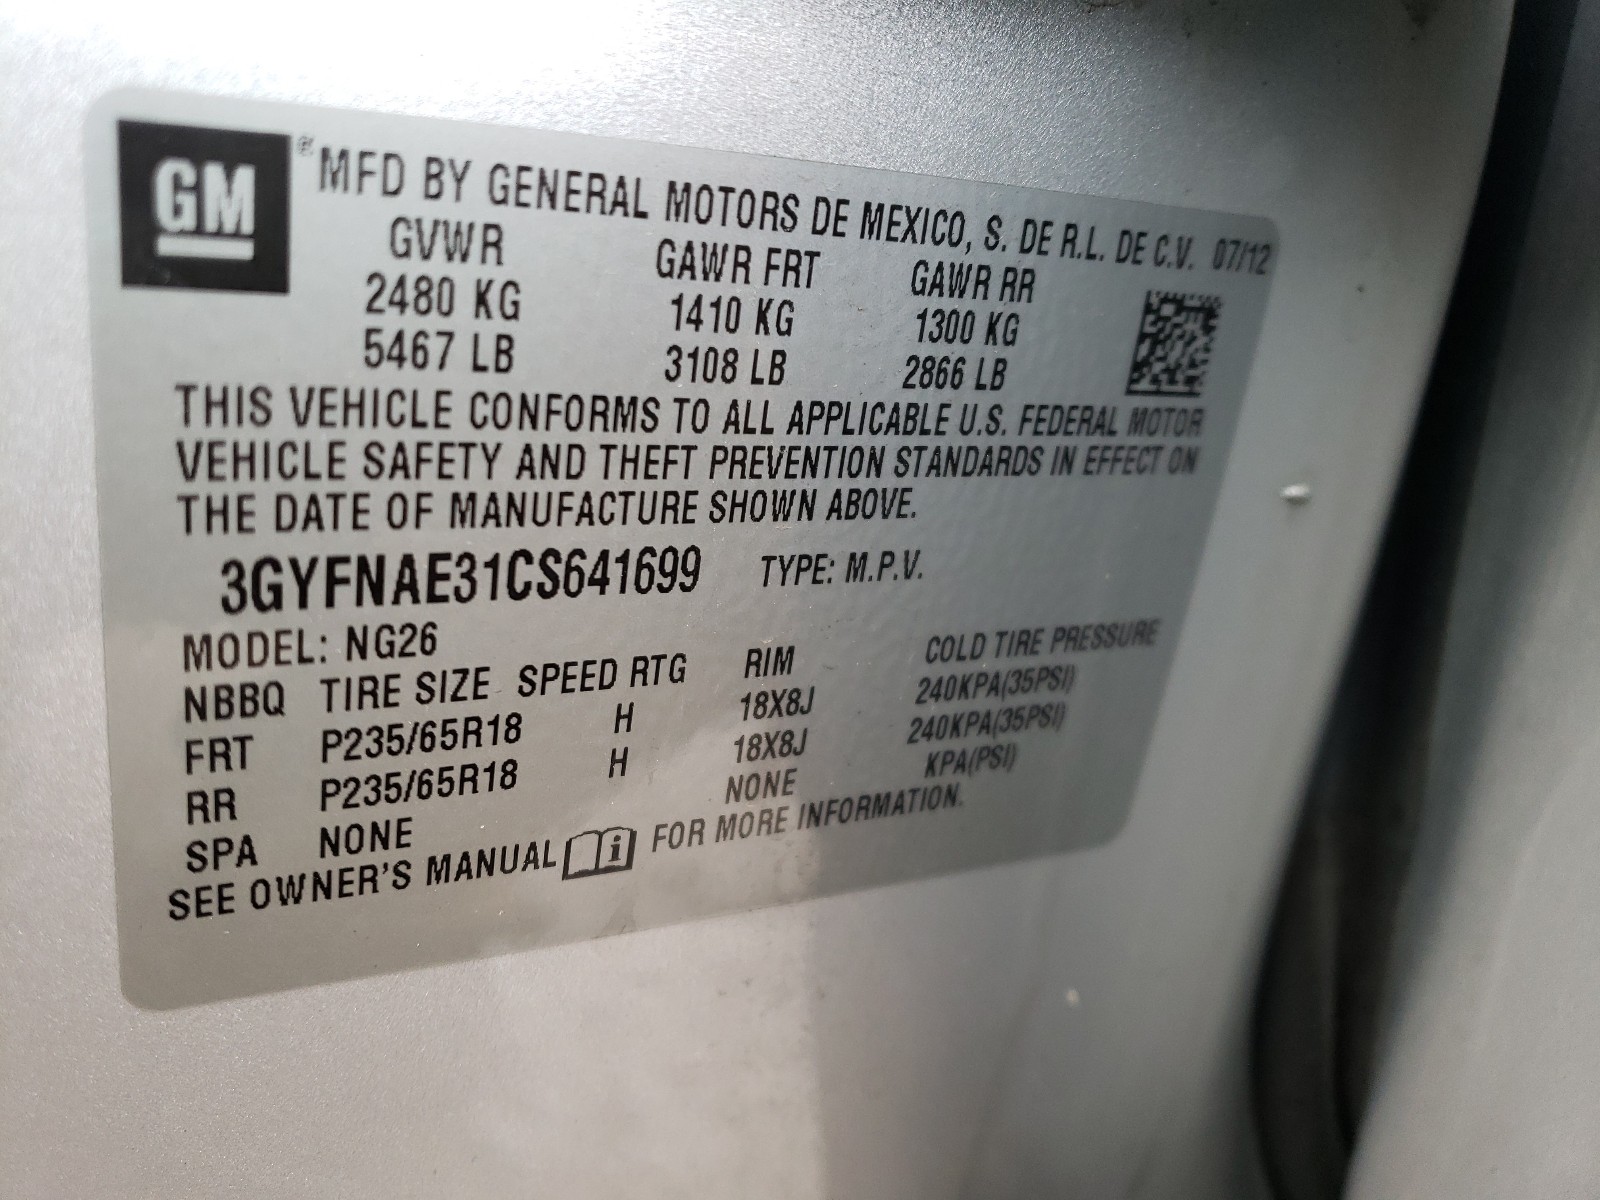 GM ® MFD BY GENERAL MOTORS DE MEXICO, S. DE R.L. DE C.V. 07/12
GVWR GAWR FRT GAWR RR
2480 KG 1410 KG 1300 KG
5467 LB 3108 LB 2866 LB
THIS VEHICLE CONFORMS TO ALL APPLICABLE U.S. FEDERAL MOTOR
VEHICLE SAFETY AND THEFT PREVENTION STANDARDS IN EFFECT ON
THE DATE OF MANUFACTURE SHOWN ABOVE.
3GYFNAE31CS641699 TYPE: M.P.V.
MODEL: NG26
NBBQ TIRE SIZE SPEED RTG RIM COLD TIRE PRESSURE
FRT P235/65R18 H 18X8J 240KPA(35PSI)
RR P235/65R18 H 18X8J 240KPA(35PSI)
SPA NONE NONE KPA(PSI)
SEE OWNER'S MANUAL i FOR MORE INFORMATION.